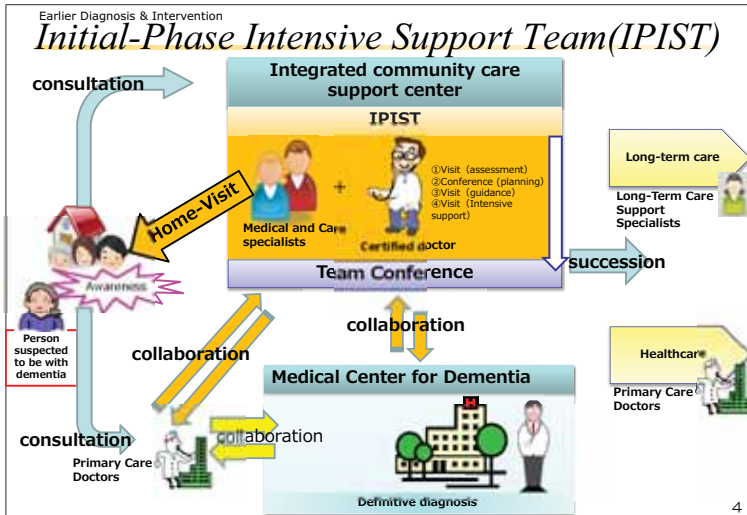 Earlier Diagnosis & Intervention
Initial-Phase Intensive Support Team(IPIST)
consultation
Integrated community care
support center
IPIST
①Visit (assessment)
②Conference (planning)
③Visit (guidance)
④Visit (Intensive
support)
+
Medical and Care
specialists
Certified doctor
Team Conference
Home-Visit
Awareness
Person
suspected
to be with
dementia
consultation
Primary Care
Doctors
collaboration
collaboration
collaboration
Medical Center for Dementia
H
Definitive diagnosis
succession
Long-term care
Long-Term Care
Support
Specialists
Healthcare
Primary Care
Doctors
4